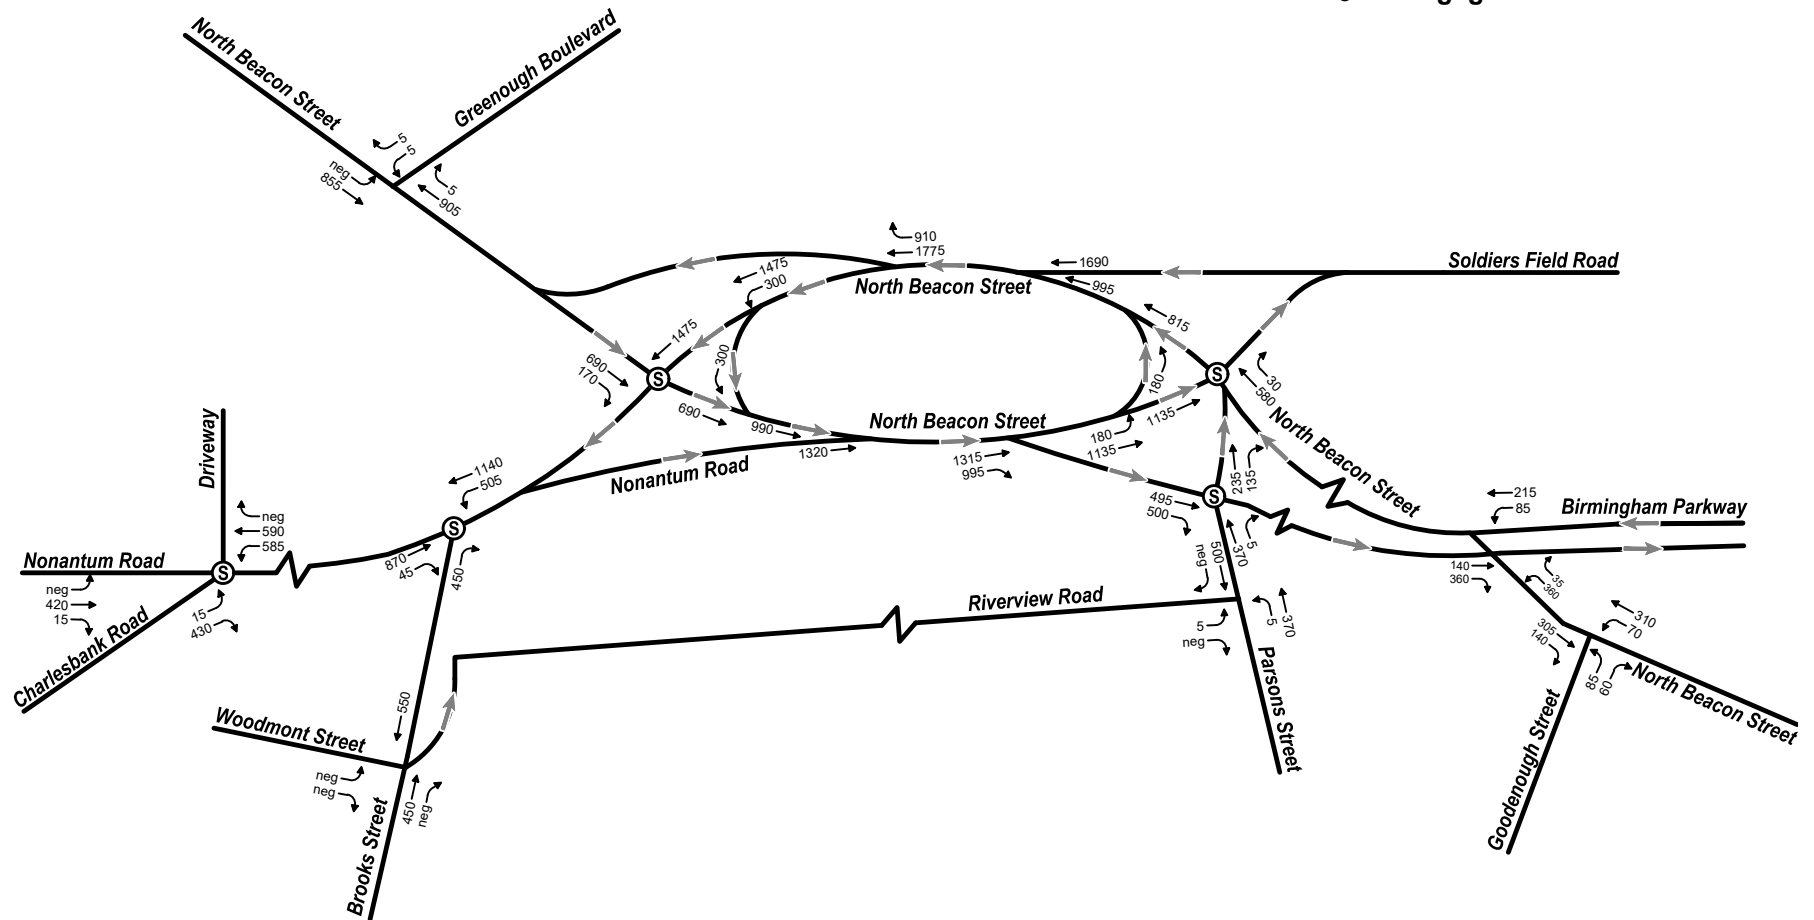 North Beacon Street
Greenough Boulevard
5
5
neg
855
5
905
910
1775
1690
Soldiers Field Road
1475
300
North Beacon Street
995
815
1475
300
690
170
S
S
180
30
580
690
990
North Beacon Street
1135
180
1135
North Beacon Street
1320
Nonantum Road
1315
995
235
135
Driveway
1140
505
495
500
S
215
85
Birmingham Parkway
neg
590
585
S
870
45
450
5
370
500
neg
140
360
35
360
Nonantum Road
S
neg
420
15
15
430
Charlesbank Road
Riverview Road
5
neg
5
370
310
70
305
140
85
60
North Beacon Street
Parsons Street
Goodenough Street
550
Woodmont Street
neg
neg
450
neg
Brooks Street